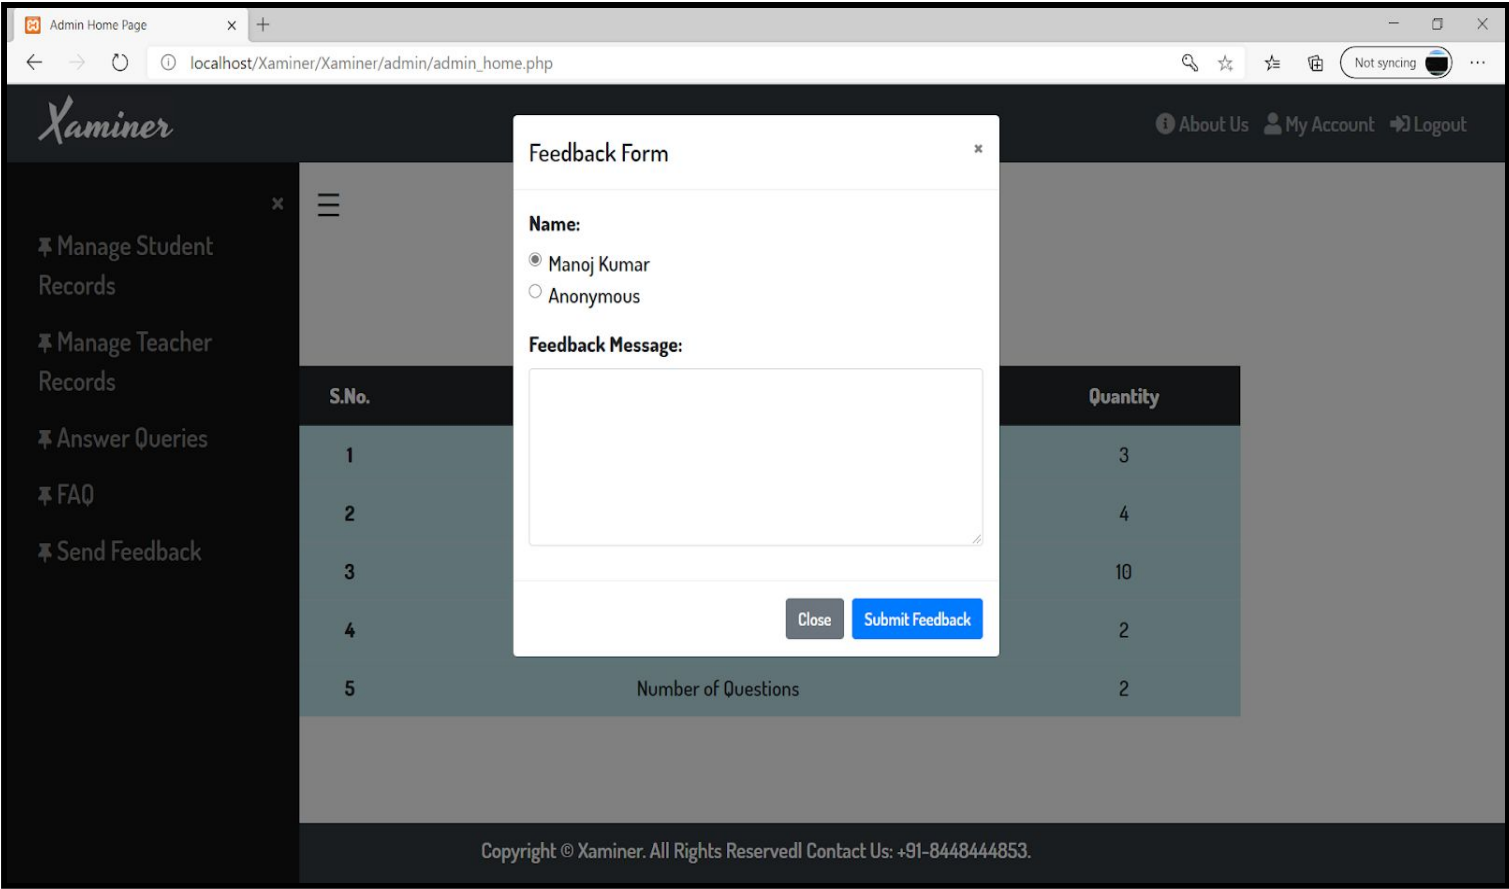 Admin Home Page
localhost/Xaminer/Xaminer/admin/admin_home.php
Not syncing
Xaminer
About Us My Account Logout
Feedback Form
Name:
Manoj Kumar
Anonymous
Feedback Message:
Close Submit Feedback
Manage Student
Records
Manage Teacher
Records
Answer Queries
FAQ
Send Feedback
S.No. Quantity
1 3
2 4
3 10
4 2
5 Number of Questions 2
Copyright © Xaminer. All Rights Reserved| Contact Us: +91-8448444853.